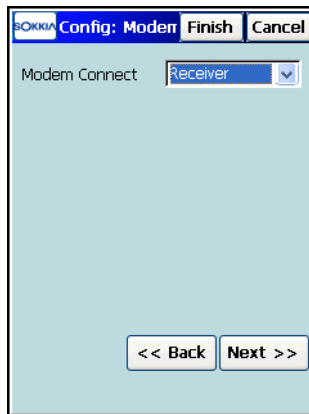 SOKKIA Config: Modem Finish Cancel
Modem Connect Receiver
<< Back Next >>